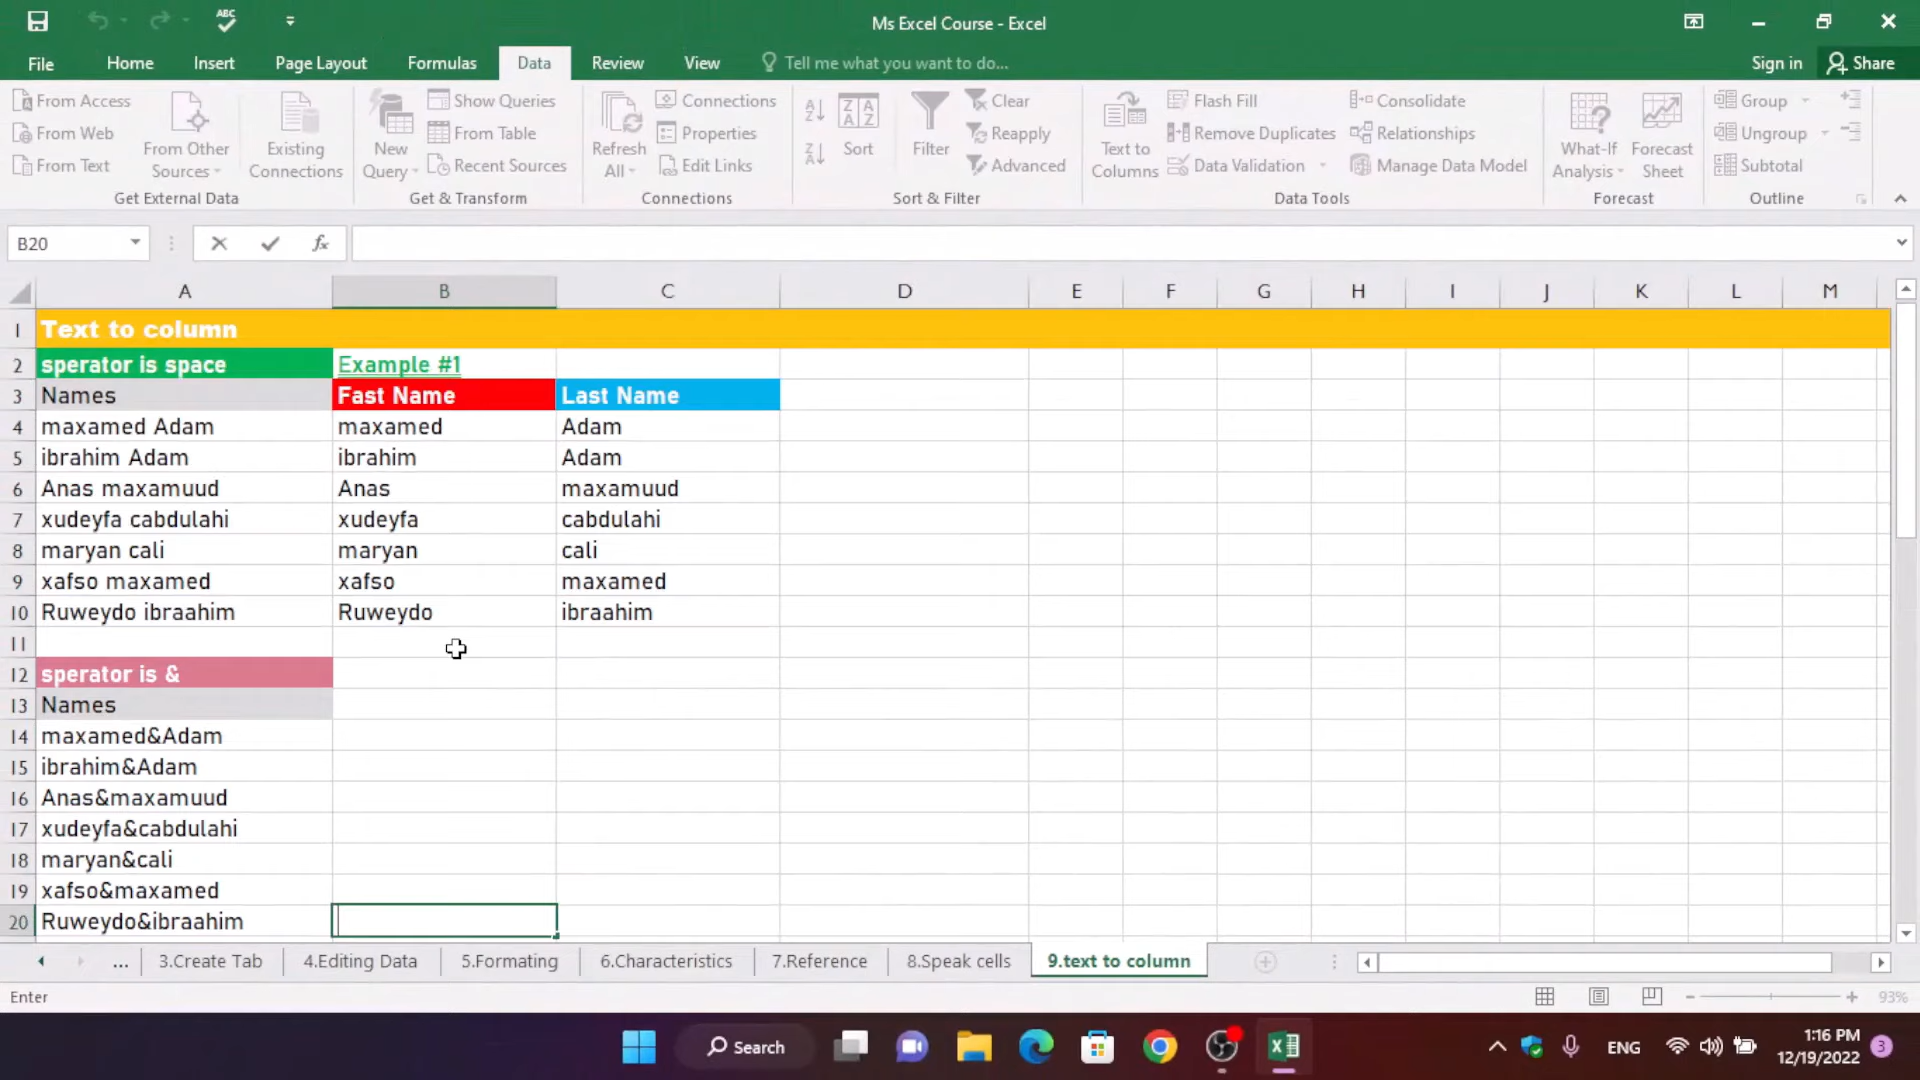 ABC
Ms Excel Course - Excel
File Home Insert Page Layout Formulas Data Review View Tell me what you want to do... Sign in Share
From Access
From Web
From Text
From Other Sources
Existing Connections
Get External Data
New Query
Show Queries
From Table
Recent Sources
Get & Transform
Refresh All
Connections
Properties
Edit Links
Connections
A Z
Z A
Z A A Z
Sort
Filter
Clear
Reapply
Advanced
Sort & Filter
Text to Columns
Flash Fill
Remove Duplicates
Data Validation
Consolidate
Relationships
Manage Data Model
Data Tools
What-If Analysis
Forecast Sheet
Forecast
Group
Ungroup
Subtotal
Outline
B20 fx
A B C D E F G H I J K L M
1 Text to column
2 sperator is space Example #1
3 Names Fast Name Last Name
4 maxamed Adam maxamed Adam
5 ibrahim Adam ibrahim Adam
6 Anas maxamuud Anas maxamuud
7 xudeyfa cabdulahi xudeyfa cabdulahi
8 maryan cali maryan cali
9 xafso maxamed xafso maxamed
10 Ruweydo ibraahim Ruweydo ibraahim
11
12 sperator is &
13 Names
14 maxamed&Adam
15 ibrahim&Adam
16 Anas&maxamuud
17 xudeyfa&cabdulahi
18 maryan&cali
19 xafso&maxamed
20 Ruweydo&ibraahim
... 3.Create Tab 4.Editing Data 5.Formating 6.Characteristics 7.Reference 8.Speak cells 9.text to column
Enter 93%
Search ENG 1:16 PM
12/19/2022 3